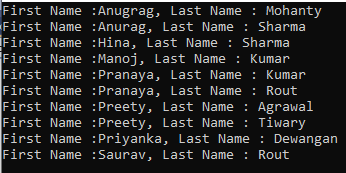 First Name :Anugrag, Last Name : Mohanty
First Name :Anurag, Last Name : Sharma
First Name :Hina, Last Name : Sharma
First Name :Manoj, Last Name : Kumar
First Name :Pranaya, Last Name : Kumar
First Name :Pranaya, Last Name : Rout
First Name :Preety, Last Name : Agrawal
First Name :Preety, Last Name : Tiwary
First Name :Priyanka, Last Name : Dewangan
First Name :Saurav, Last Name : Rout